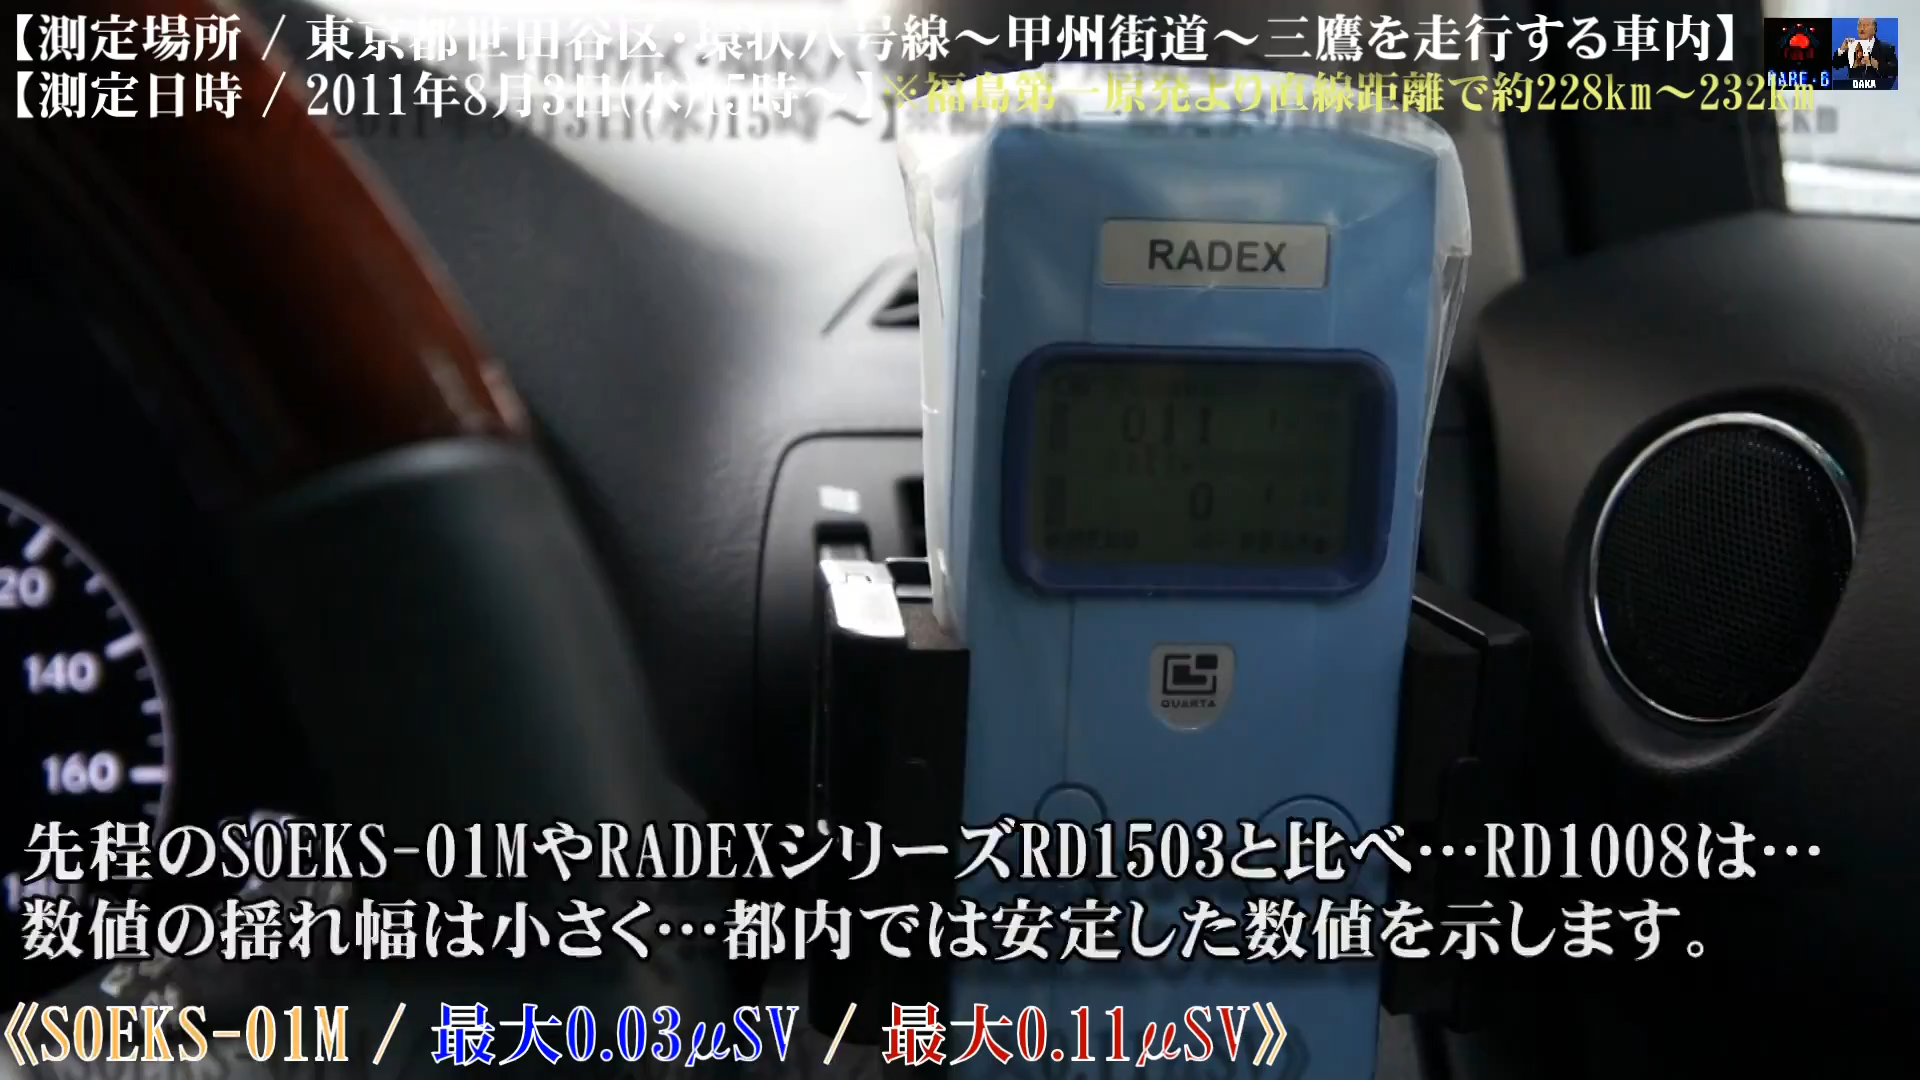 【測定場所 / 東京都世田谷区・環状八号線～甲州街道～三鷹を走行する車内】
【測定日時 / 2011年8月3日(水)15時～】※福島第一原発より直線距離で約228km～232km
DAKA
RADEX
011
0
QUARTA
20
140
160
先程のSOEKS-01MやRADEXシリーズRD1503と比べ…RD1008は…
数値の揺れ幅は小さく…都内では安定した数値を示します。
《SOEKS-01M / 最大0.03μSV / 最大0.11μSV》